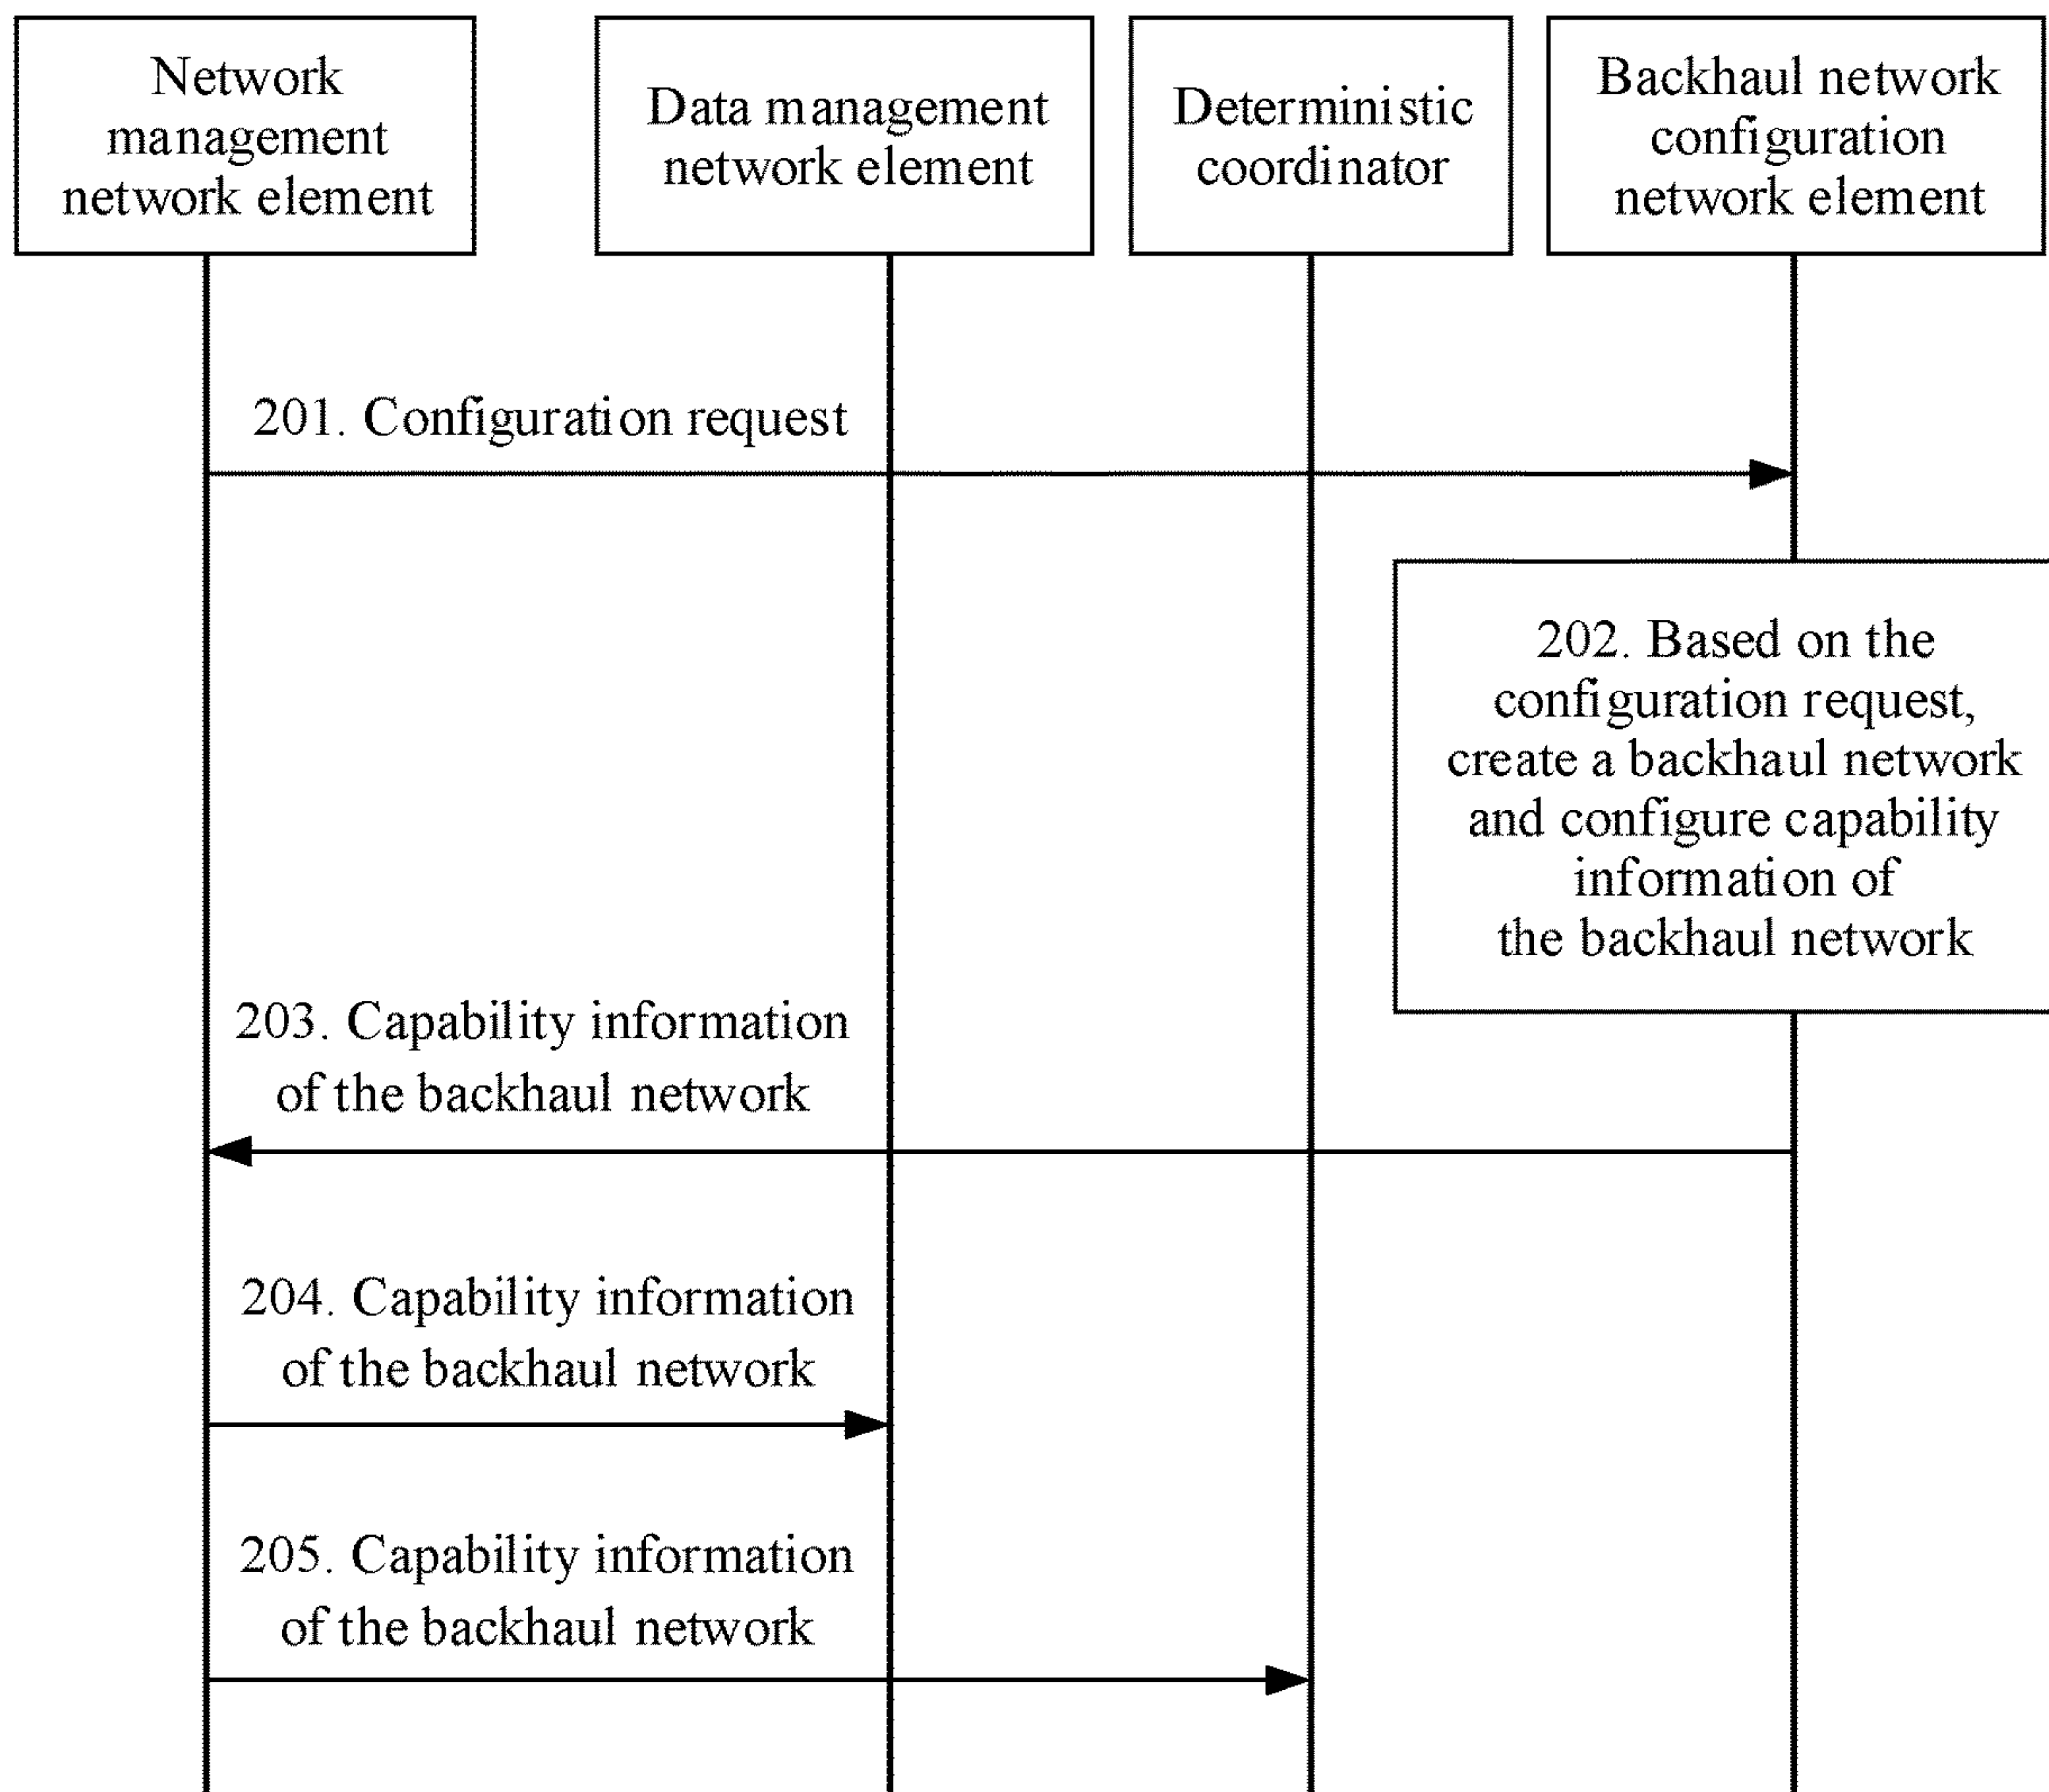 Network
management
network element
Data management
network element
Deterministic
coordinator
Backhaul network
configuration
network element
201. Configuration request
202. Based on the
configuration request,
create a backhaul network
and configure capability
information of
the backhaul network
203. Capability information
of the backhaul network
204. Capability information
of the backhaul network
205. Capability information
of the backhaul network